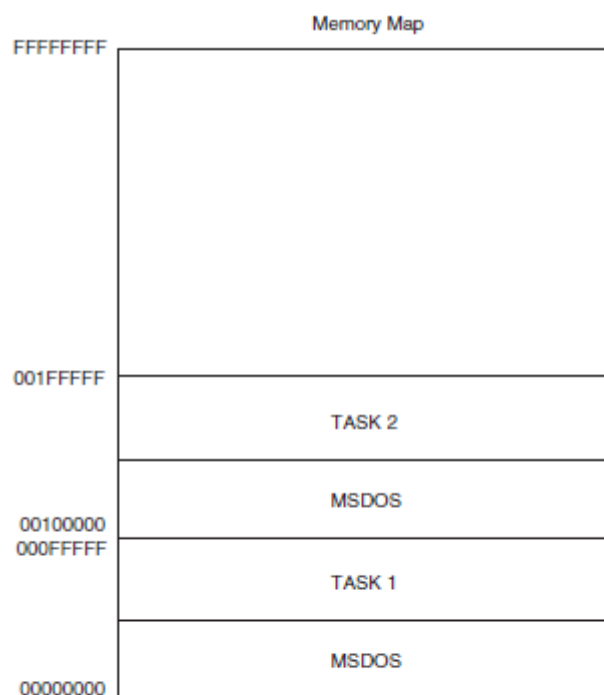 Memory Map
FFFFFFFF
001FFFFF
TASK 2
MSDOS
00100000
000FFFFF
TASK 1
MSDOS
00000000